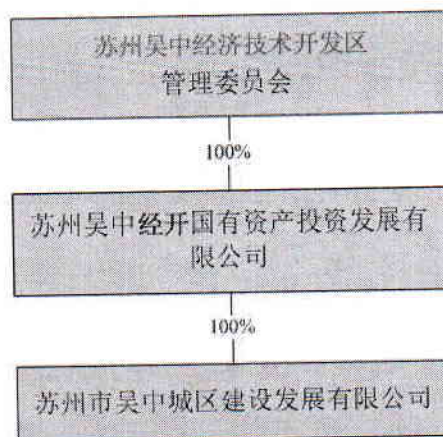 苏州吴中经济技术开发区
管理委员会
100%
苏州吴中经开国有资产投资发展有
限公司
100%
苏州市吴中城区建设发展有限公司